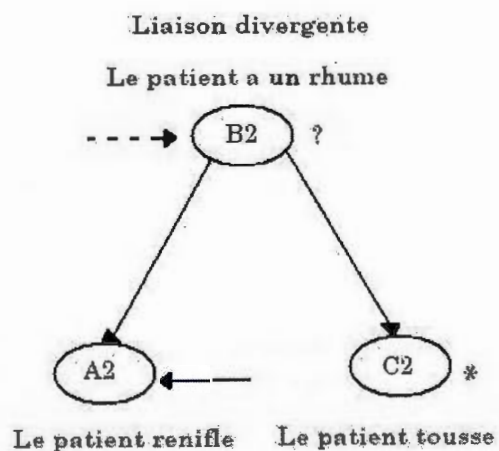 Liaison divergente
Le patient a un rhume
B2 ?
A2
C2 *
Le patient renifle
Le patient tousse